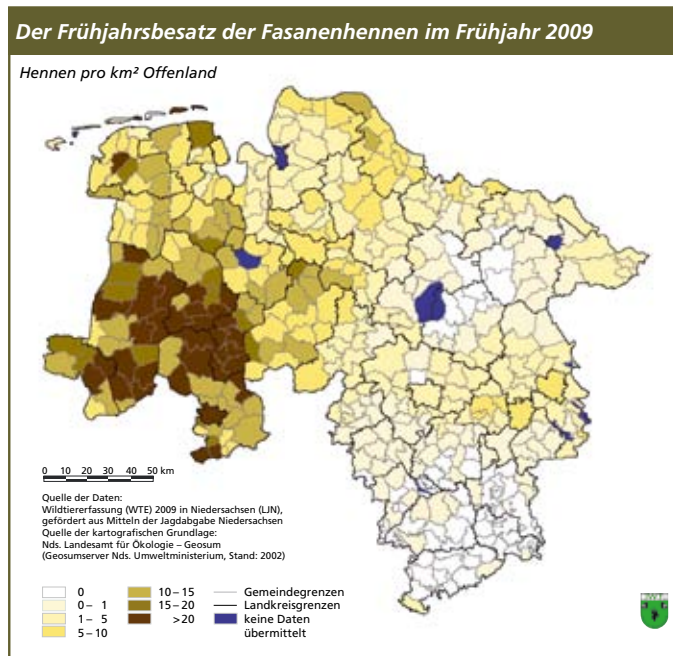 Der Frühjahrsbesatz der Fasanenhennen im Frühjahr 2009
Hennen pro km² Offenland
0 10 20 30 40 50 km
Quelle der Daten:
Wildtiererfassung (WTE) 2009 in Niedersachsen (LJN),
gefördert aus Mitteln der Jagdabgabe Niedersachsen
Quelle der kartografischen Grundlage:
Nds. Landesamt für Ökologie – Geosum
(Geosumserver Nds. Umweltministerium, Stand: 2002)
0
0 – 1
1 – 5
5 – 10
10 – 15
15 – 20
>20
Gemeindegrenzen
Landkreisgrenzen
keine Daten
übermittelt